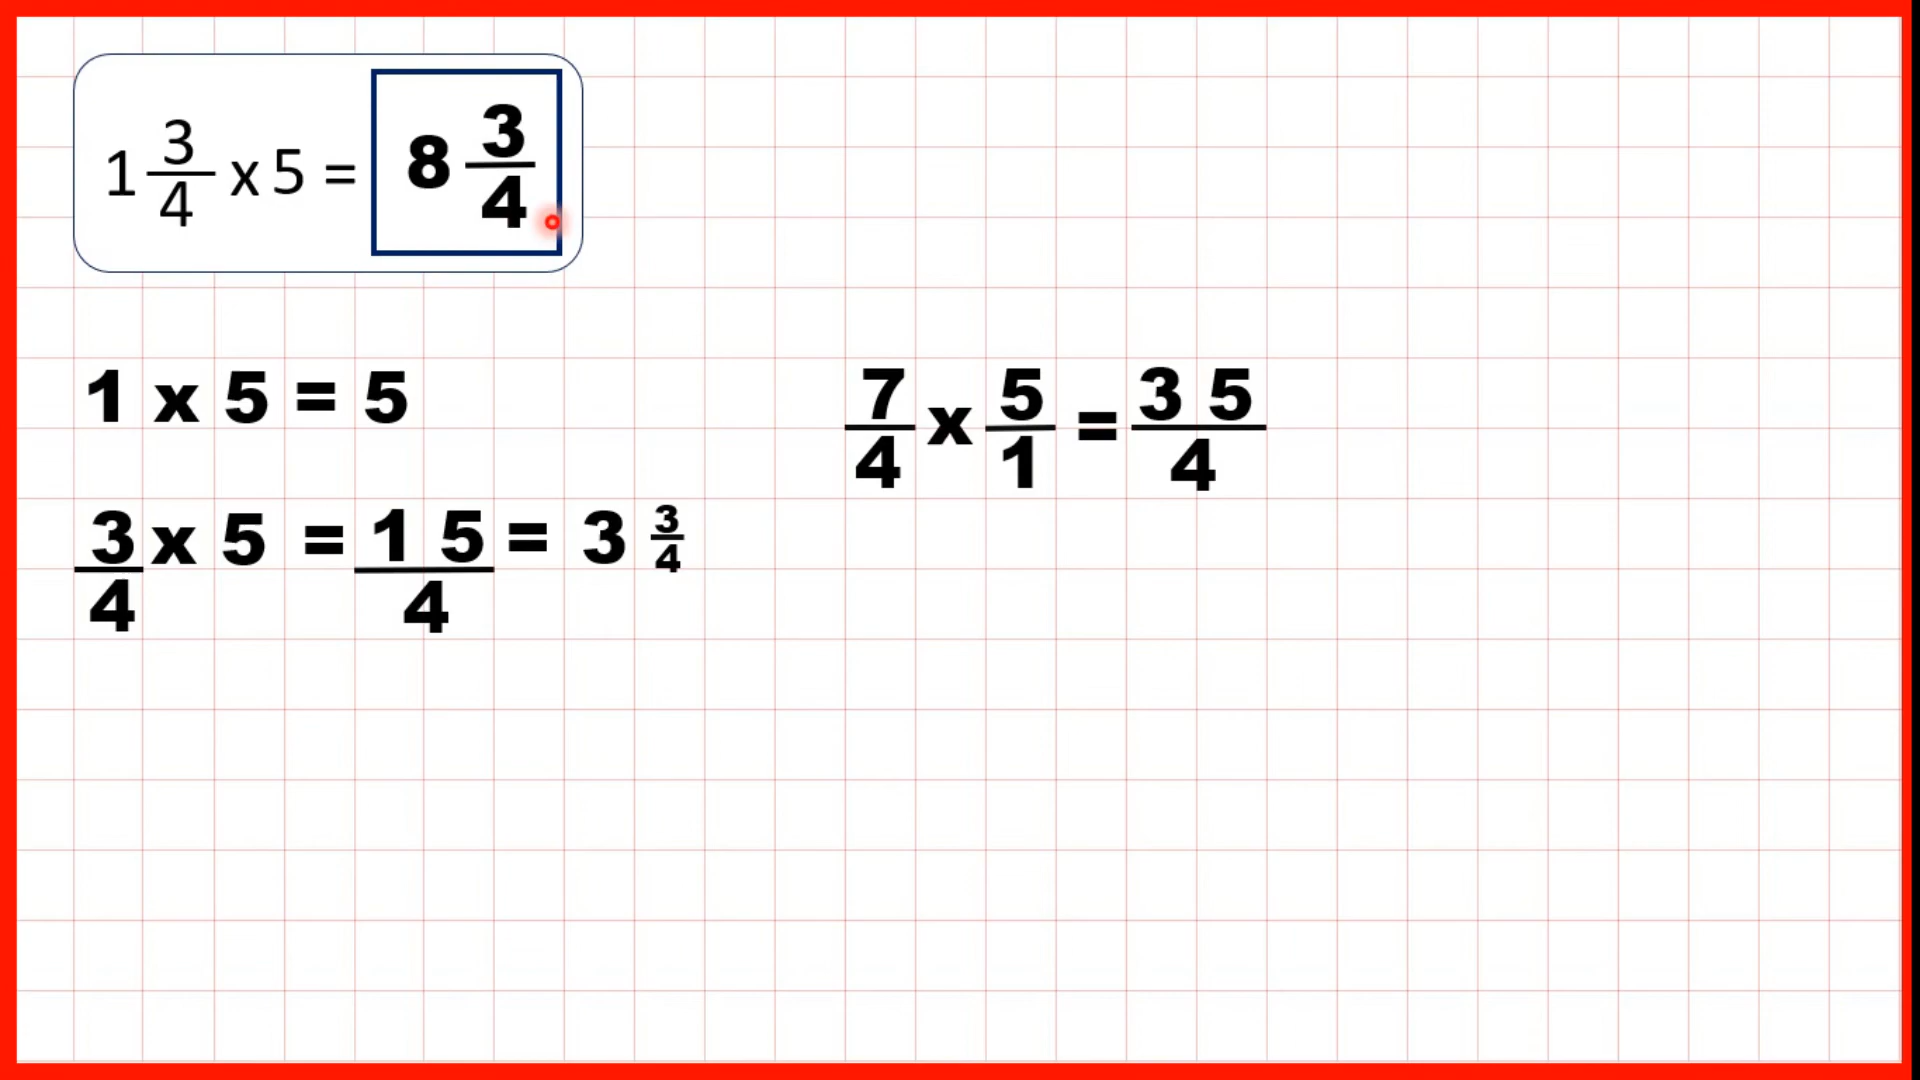 1 3/4 x 5 = 8 3/4
1 x 5 = 5
3/4 x 5 = 15/4 = 3 3/4
7/4 x 5/1 = 35/4